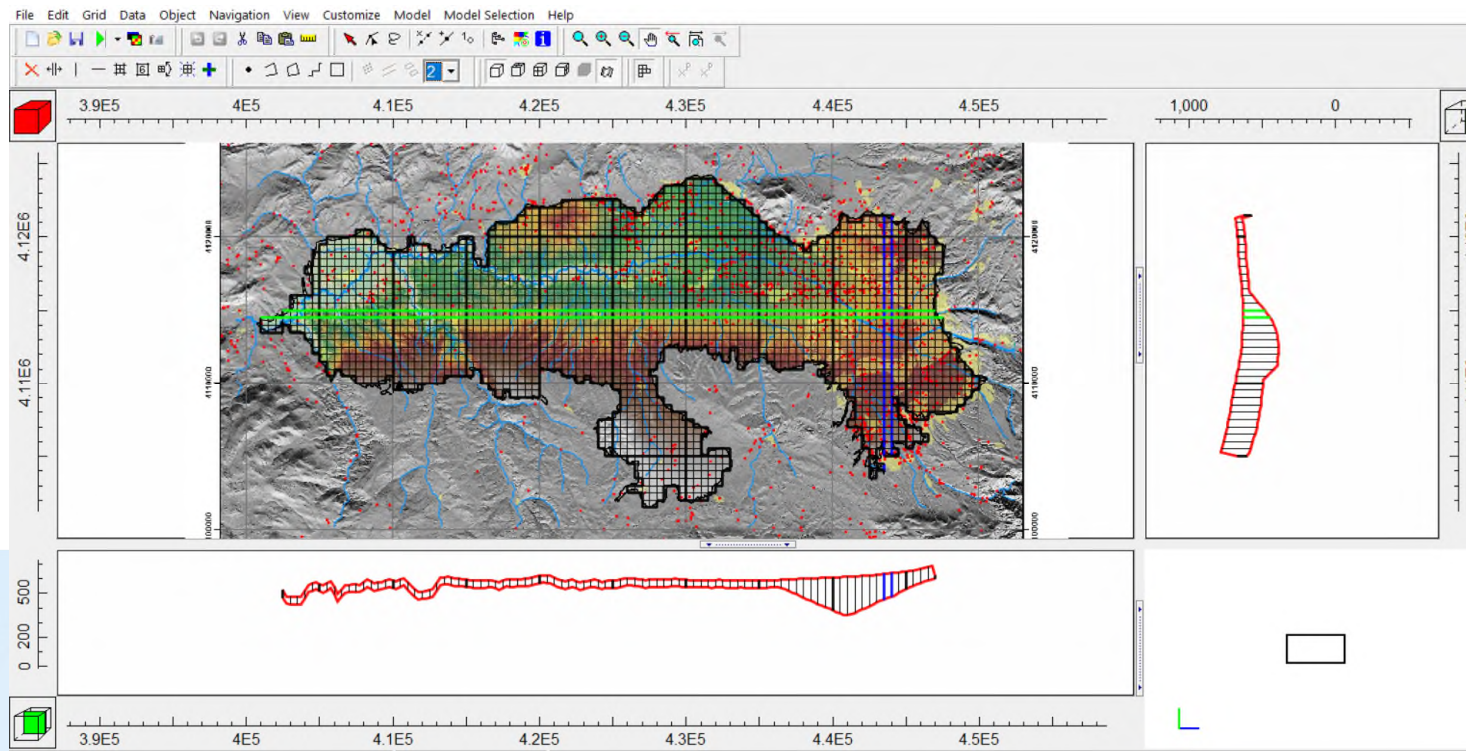 File Edit Grid Data Object Navigation View Customize Model Model Selection Help
2
3.9E5 4E5 4.1E5 4.2E5 4.3E5 4.4E5 4.5E5 1,000 0
4.12E6
4.11E6
500
200
0
3.9E5 4E5 4.1E5 4.2E5 4.3E5 4.4E5 4.5E5